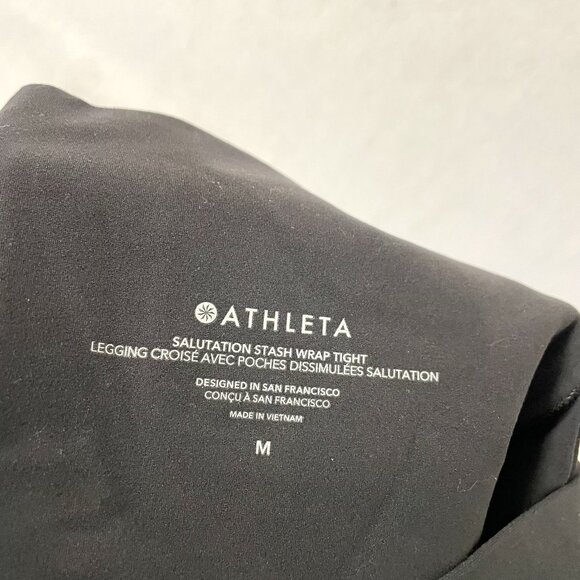 ATHLETA
SALUTATION STASH WRAP TIGHT
LEGGING CROISÉ AVEC POCHES DISSIMULÉES SALUTATION
DESIGNED IN SAN FRANCISCO
CONÇU À SAN FRANCISCO
MADE IN VIETNAM
M